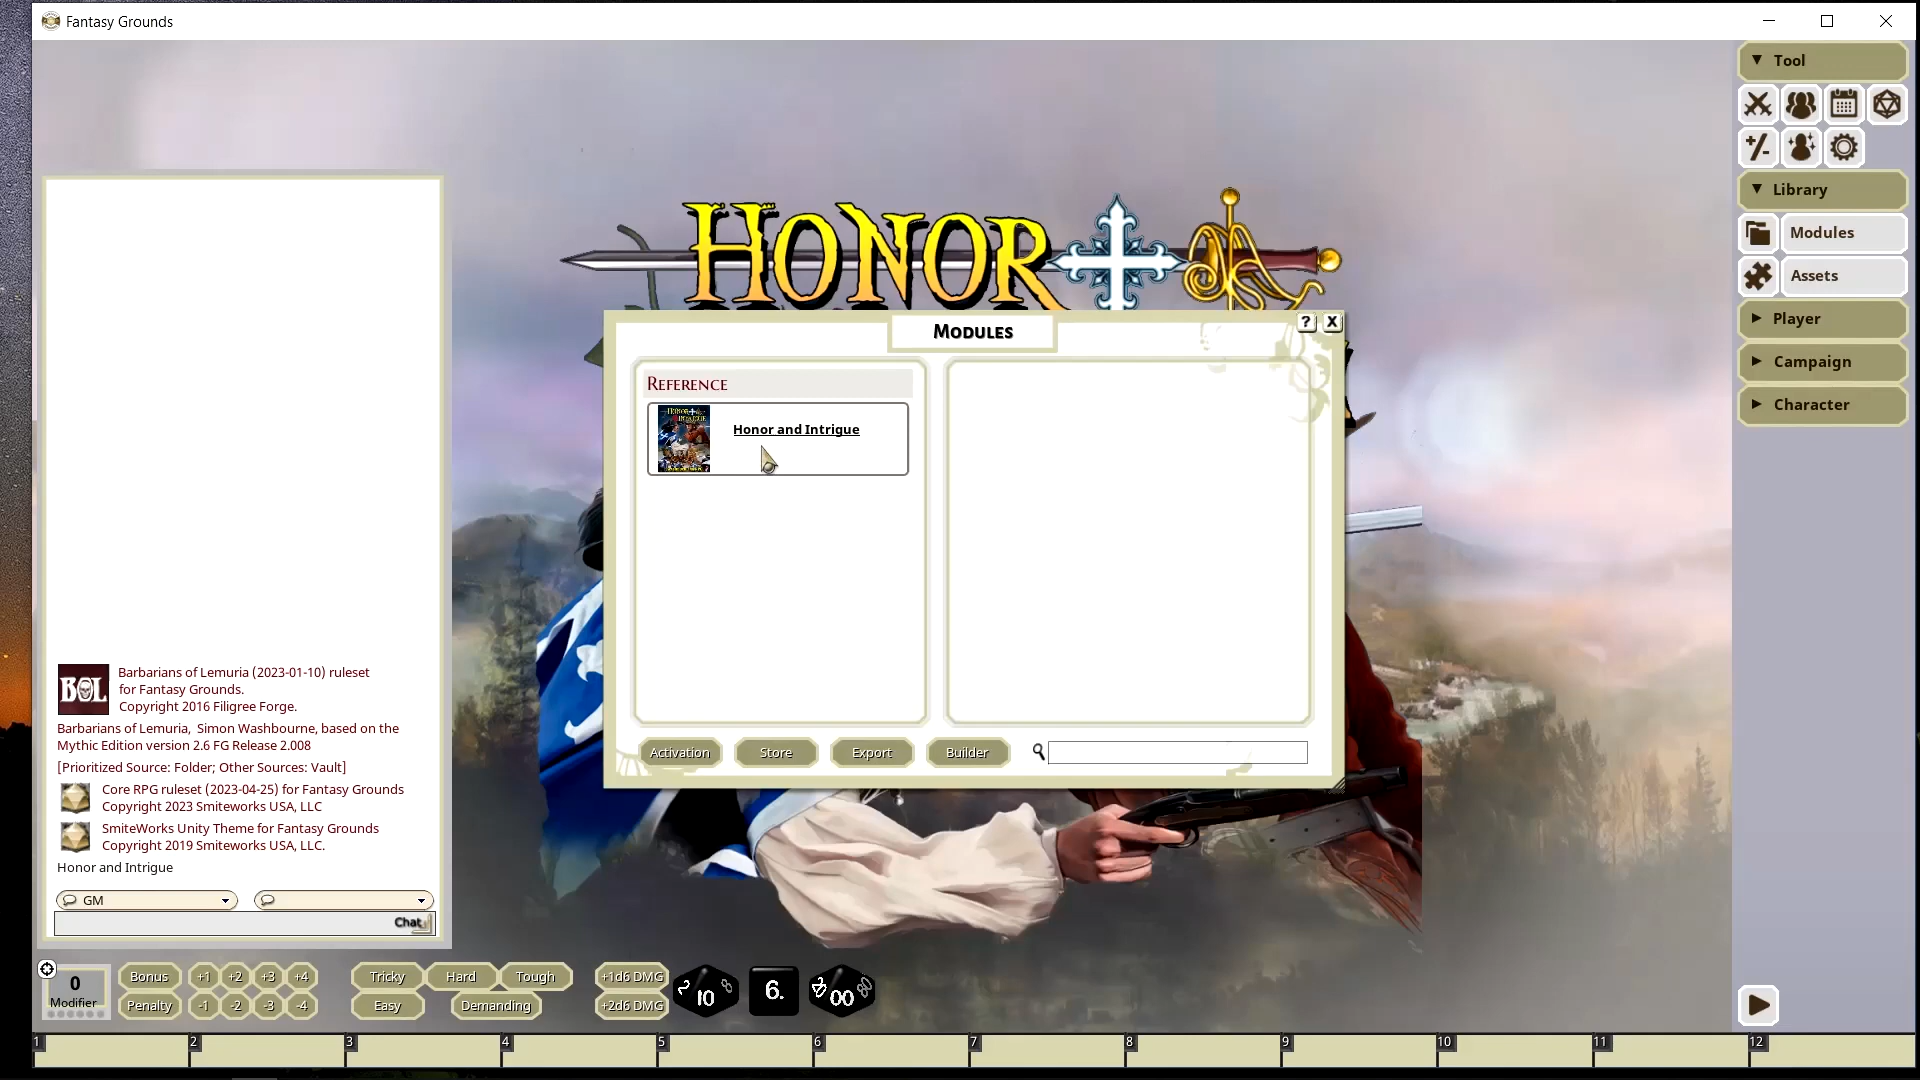 Fantasy Grounds
Tool
Library
Modules
Assets
Player
Campaign
Character
HONOR
MODULES
?
X
REFERENCE
Honor and Intrigue
Activation
Store
Export
Builder
BOL
Barbarians of Lemuria (2023-01-10) ruleset
for Fantasy Grounds.
Copyright 2016 Filigree Forge.
Barbarians of Lemuria,  Simon Washbourne, based on the
Mythic Edition version 2.6 FG Release 2.008
[Prioritized Source: Folder; Other Sources: Vault]
Core RPG ruleset (2023-04-25) for Fantasy Grounds
Copyright 2023 Smiteworks USA, LLC
SmiteWorks Unity Theme for Fantasy Grounds
Copyright 2019 Smiteworks USA, LLC.
Honor and Intrigue
GM
Chat
0
Modifier
Bonus +1 +2 +3 +4
Penalty -1 -2 -3 -4
Tricky Hard Tough
Easy Demanding
+1d6 DMG
+2d6 DMG
10
6.
00
1 2 3 4 5 6 7 8 9 10 11 12